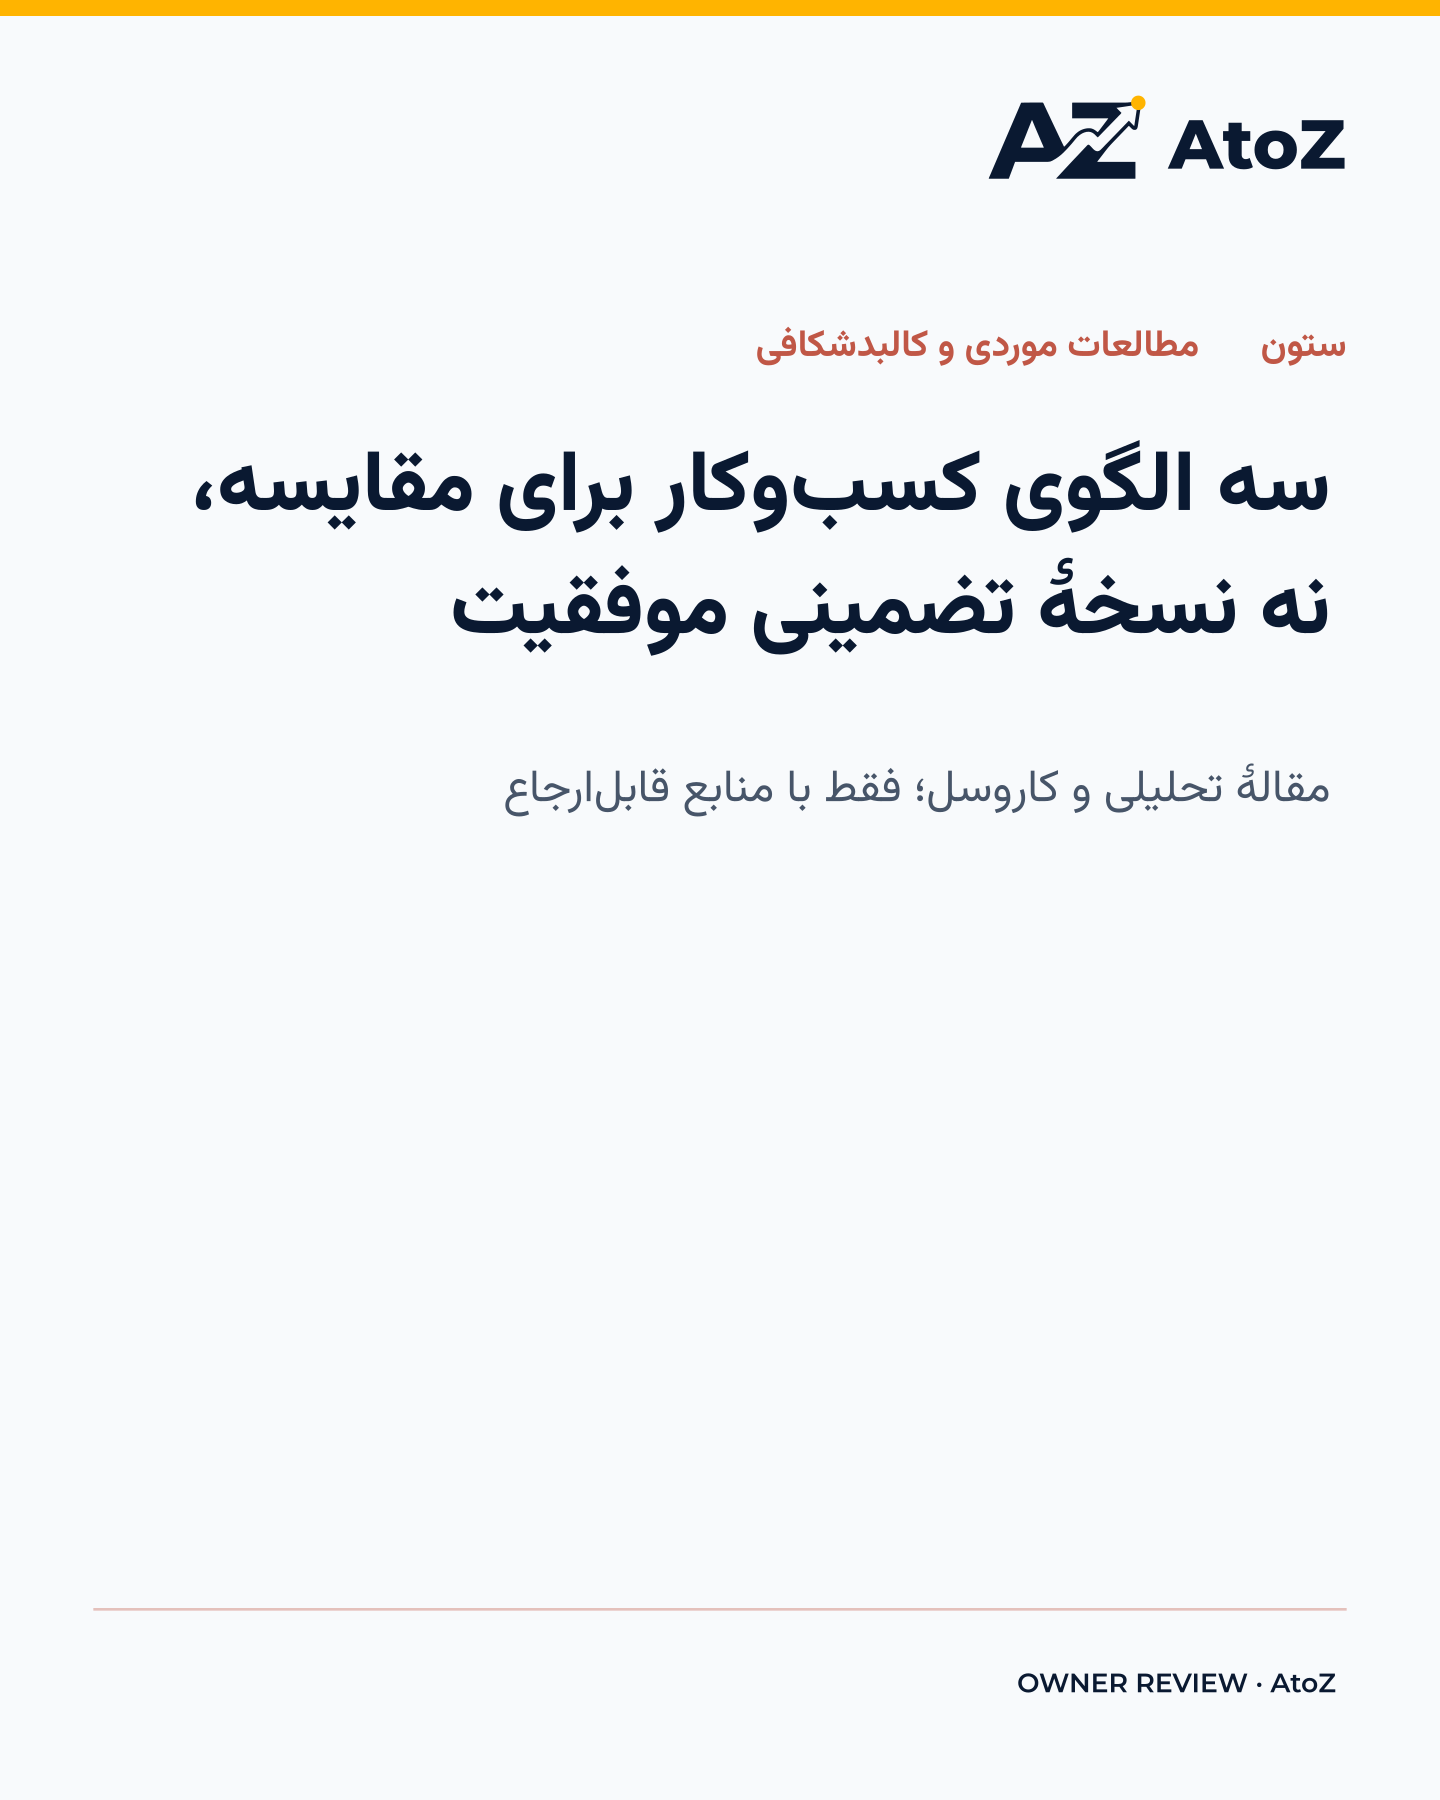 AZ AtoZ
ستون مطالعات موردی و کالبدشکافی
سه الگوی کسب‌وکار برای مقایسه،
نه نسخهٔ تضمینی موفقیت
مقالهٔ تحلیلی و کاروسل؛ فقط با منابع قابل‌ارجاع
OWNER REVIEW · AtoZ